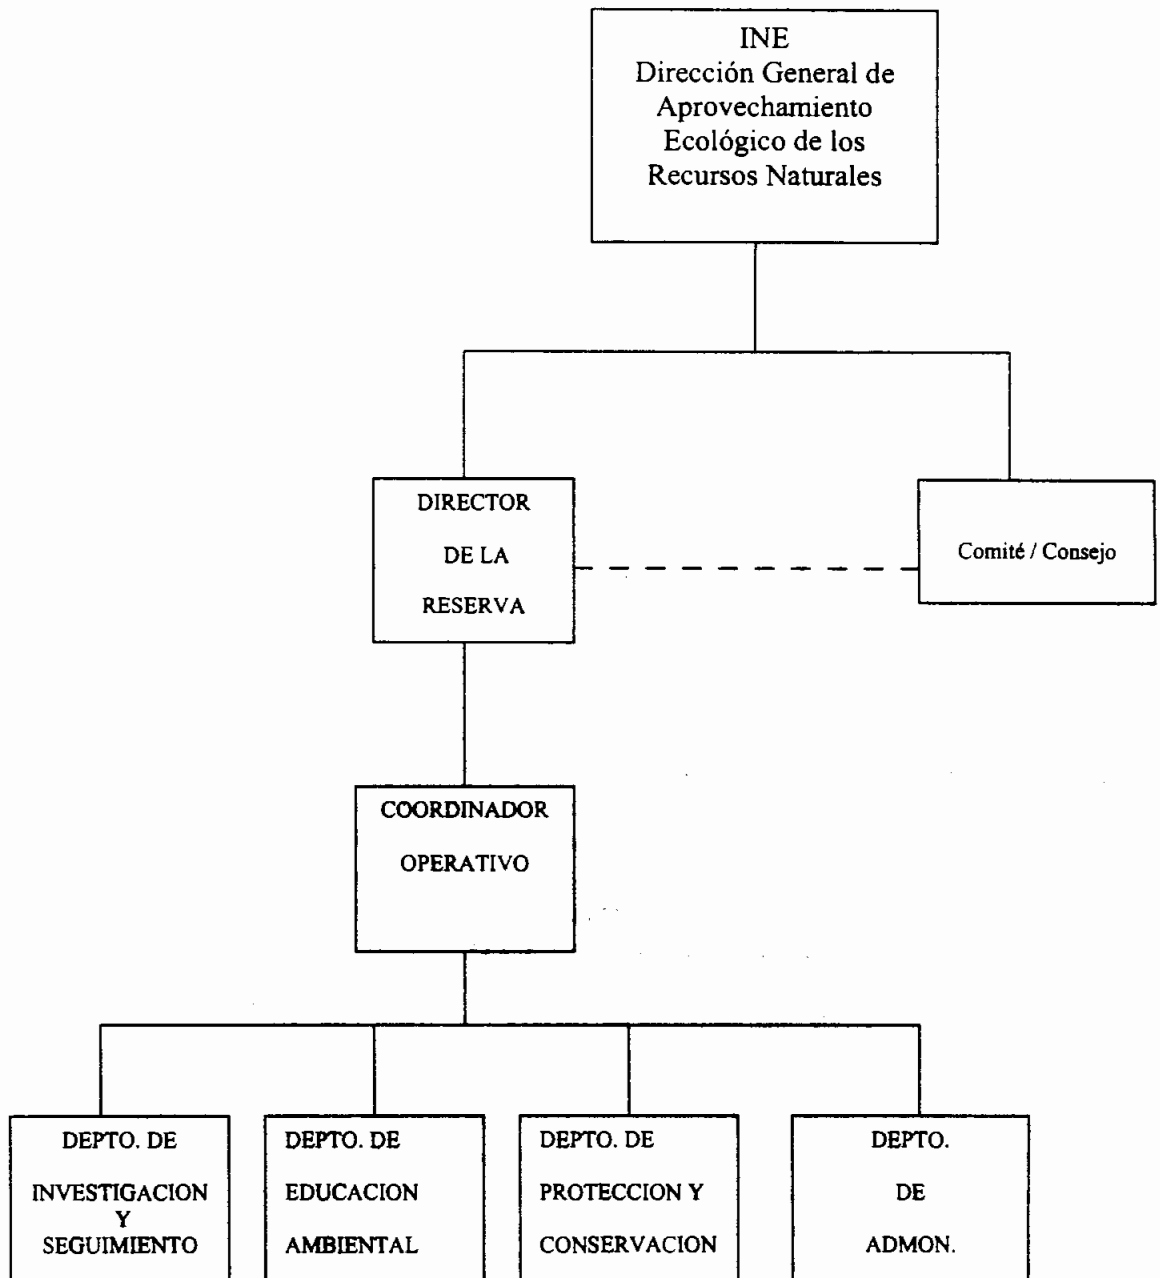 INE
Dirección General de
Aprovechamiento
Ecológico de los
Recursos Naturales
DIRECTOR
DE LA
RESERVA
Comité / Consejo
COORDINADOR
OPERATIVO
DEPTO. DE
INVESTIGACION
Y
SEGUIMIENTO
DEPTO. DE
EDUCACION
AMBIENTAL
DEPTO. DE
PROTECCION Y
CONSERVACION
DEPTO.
DE
ADMON.